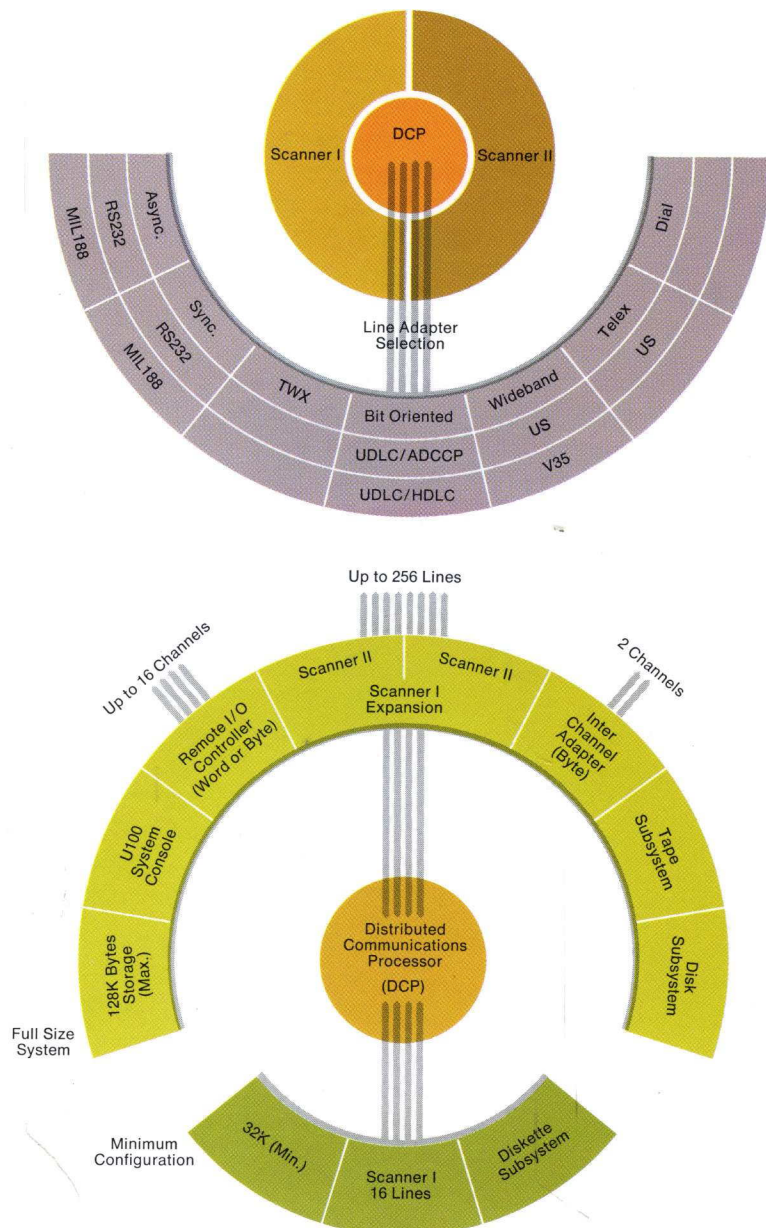 DCP
Scanner I
Scanner II
Line Adapter
Selection
Async.
RS232
MIL188
Sync.
RS232
MIL188
TWX
Bit Oriented
UDLC/ADCCP
UDLC/HDLC
Wideband
US
V35
Telex
US
Dial
Up to 256 Lines
Up to 16 Channels
2 Channels
Scanner II
Scanner II
Scanner I
Expansion
Remote I/O
Controller
(Word or Byte)
Inter
Channel
Adapter
(Byte)
U100
System
Console
Tape
Subsystem
128K Bytes
Storage
(Max.)
Disk
Subsystem
Distributed
Communications
Processor
(DCP)
Full Size
System
Minimum
Configuration
32K (Min.)
Scanner I
16 Lines
Diskette
Subsystem